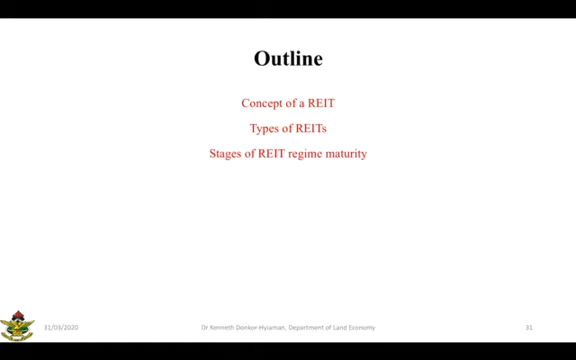 Outline
Concept of a REIT
Types of REITs
Stages of REIT regime maturity
31/03/2020
Dr Kenneth Donkor-Hyiaman, Department of Land Economy
31